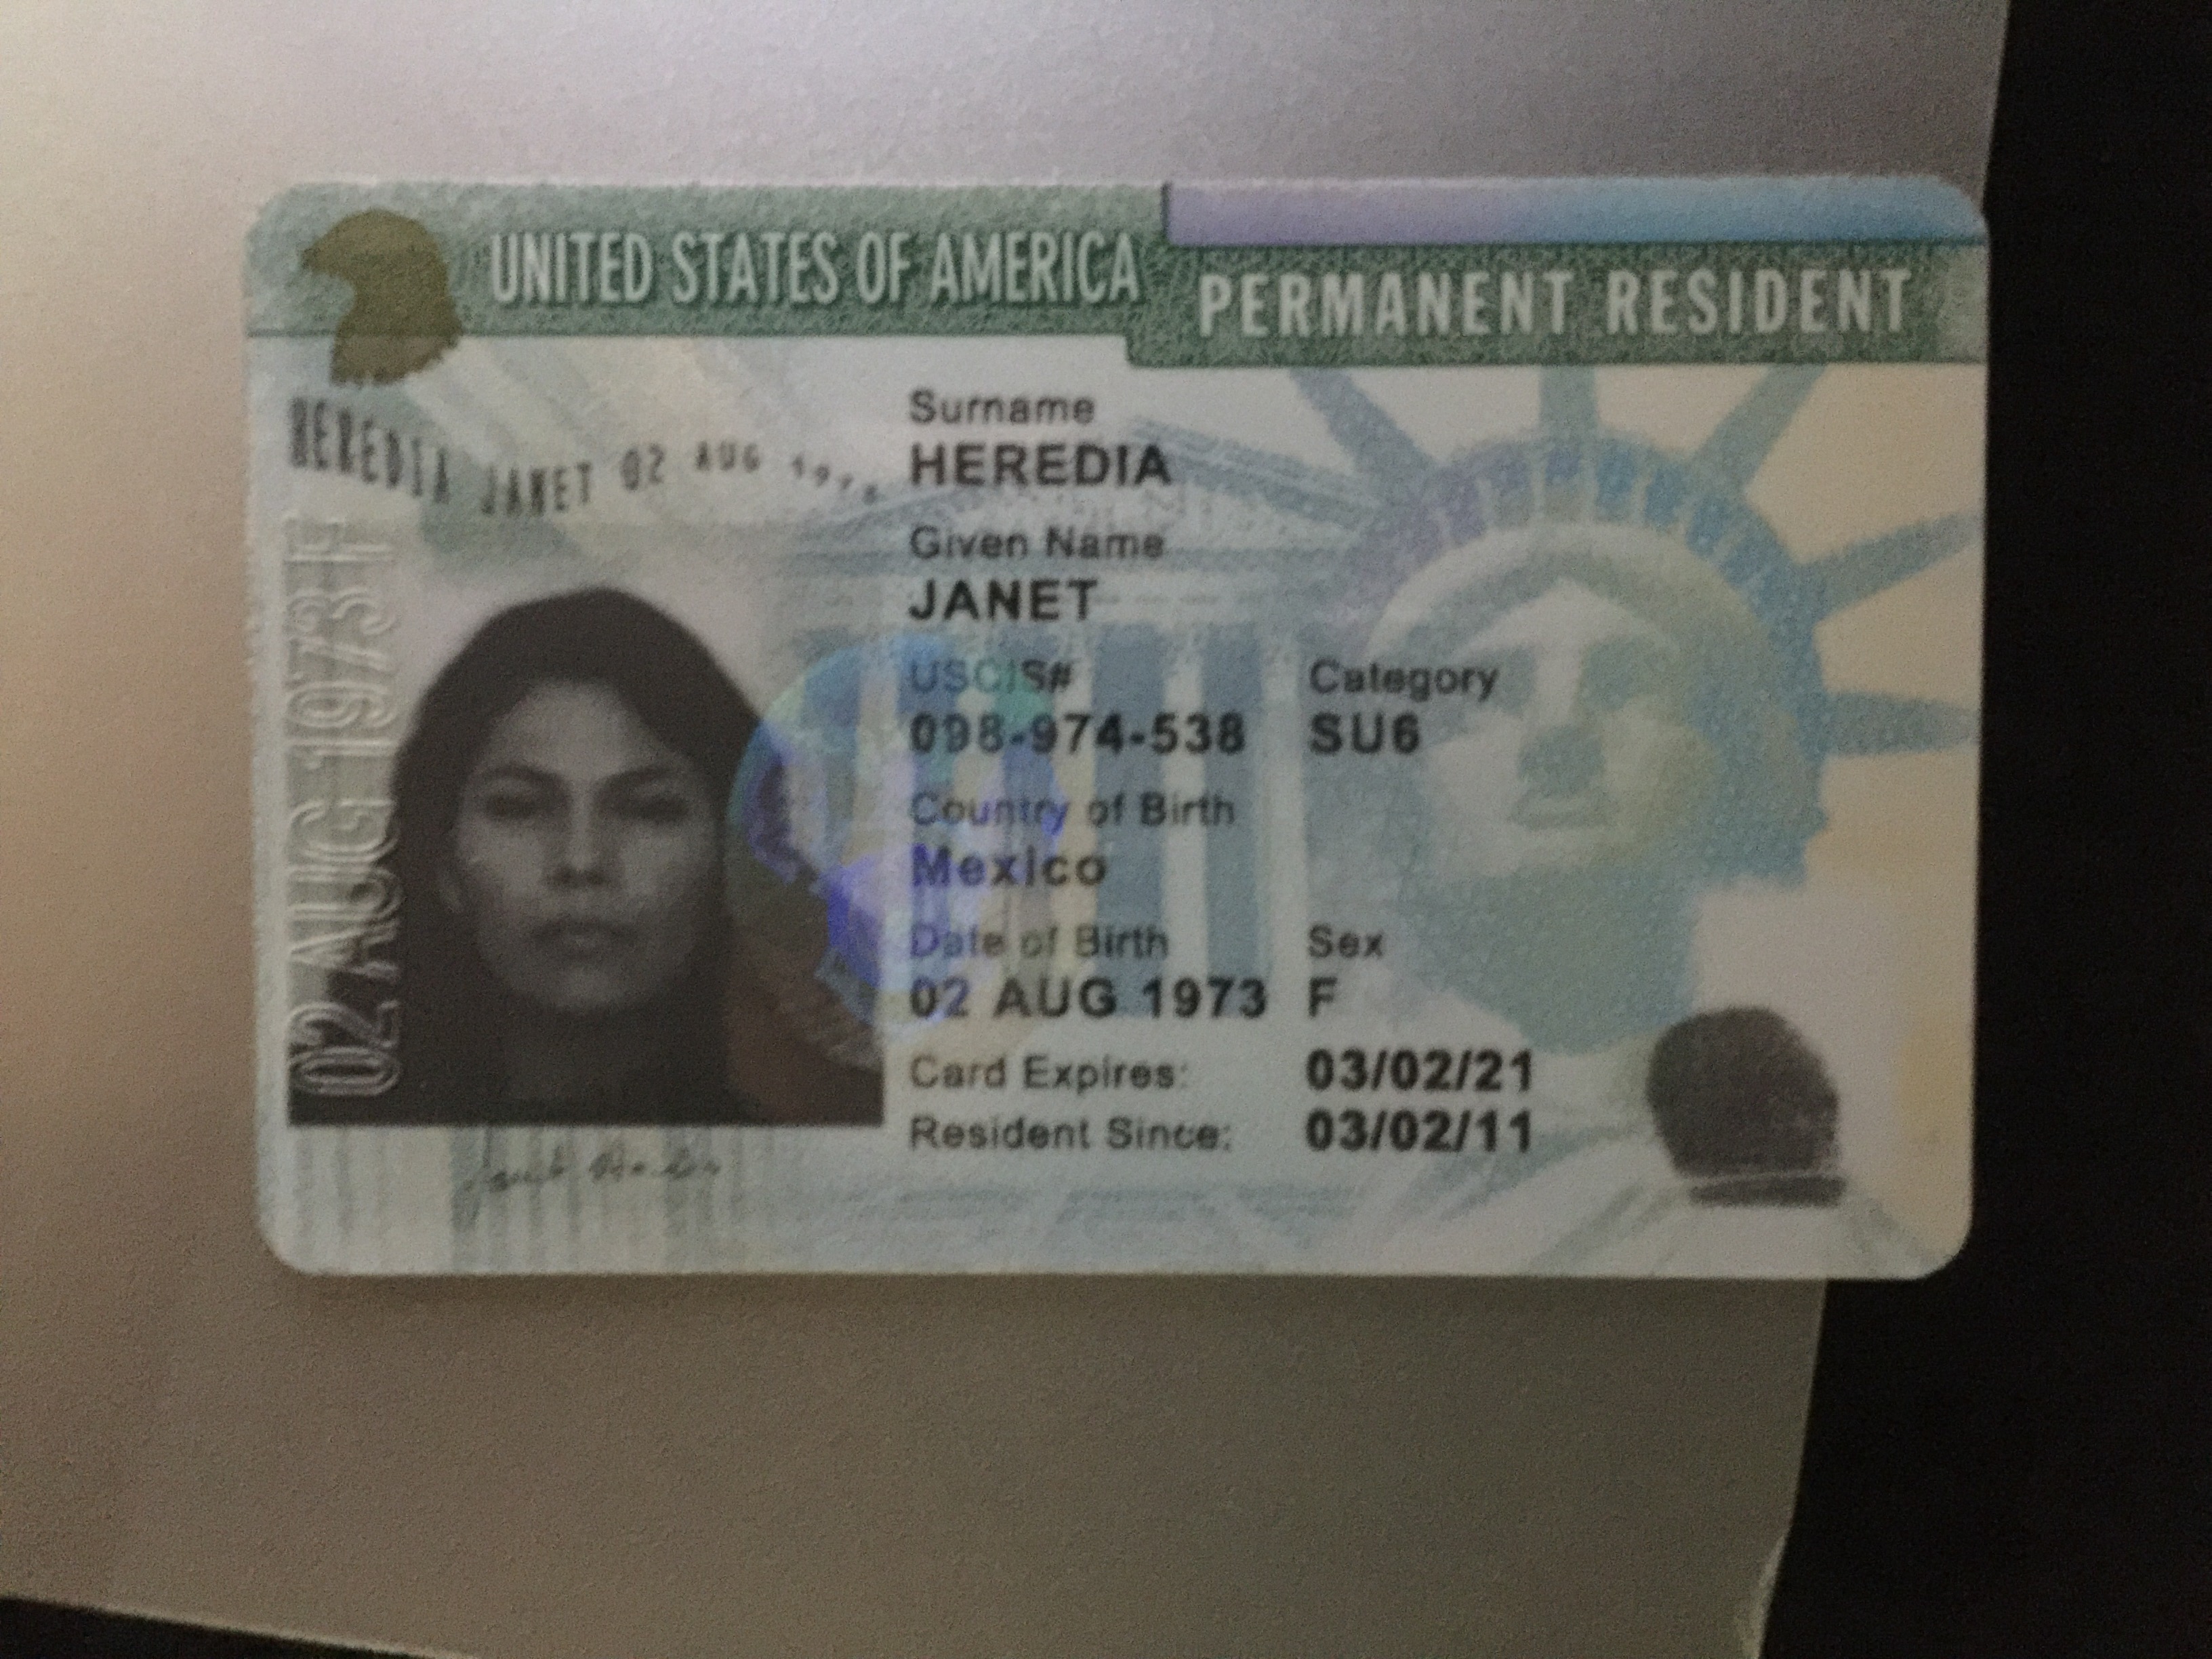 UNITED STATES OF AMERICA PERMANENT RESIDENT
HEREDIA JANET 02 AUG
Surname
HEREDIA
Given Name
JANET
USCIS# Category
098-974-538 SU6
Country of Birth
Mexico
Date of Birth Sex
02 AUG 1973 F
Card Expires: 03/02/21
Resident Since: 03/02/11
02 AUG 1973 F